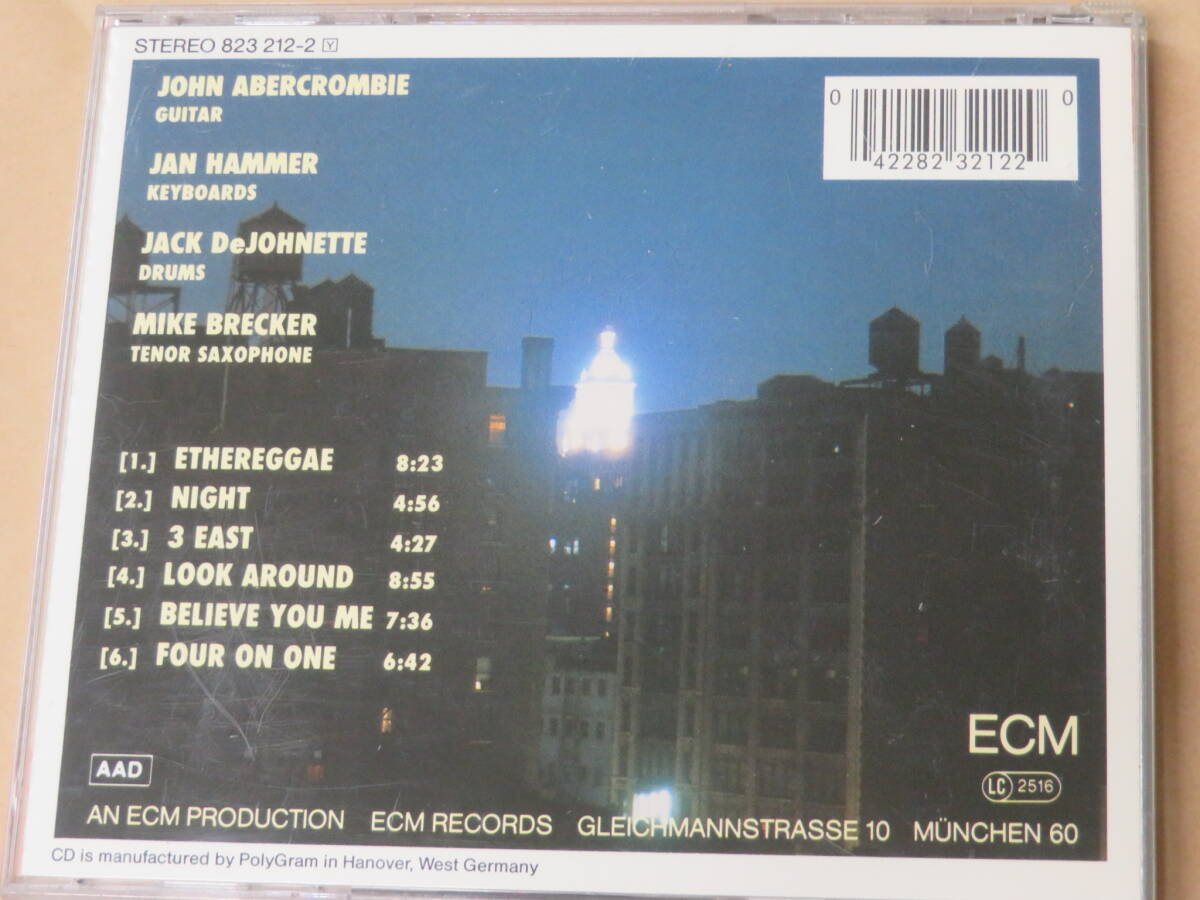 STEREO 823 212-2 Y
JOHN ABERCROMBIE
GUITAR
JAN HAMMER
KEYBOARDS
JACK DeJOHNETTE
DRUMS
MIKE BRECKER
TENOR SAXOPHONE
0 42282 32122 0
[1.] ETHEREGGAE 8:23
[2.] NIGHT 4:56
[3.] 3 EAST 4:27
[4.] LOOK AROUND 8:55
[5.] BELIEVE YOU ME 7:36
[6.] FOUR ON ONE 6:42
ECM
LC 2516
AAD
AN ECM PRODUCTION ECM RECORDS GLEICHMANNSTRASSE 10 MÜNCHEN 60
CD is manufactured by PolyGram in Hanover, West Germany